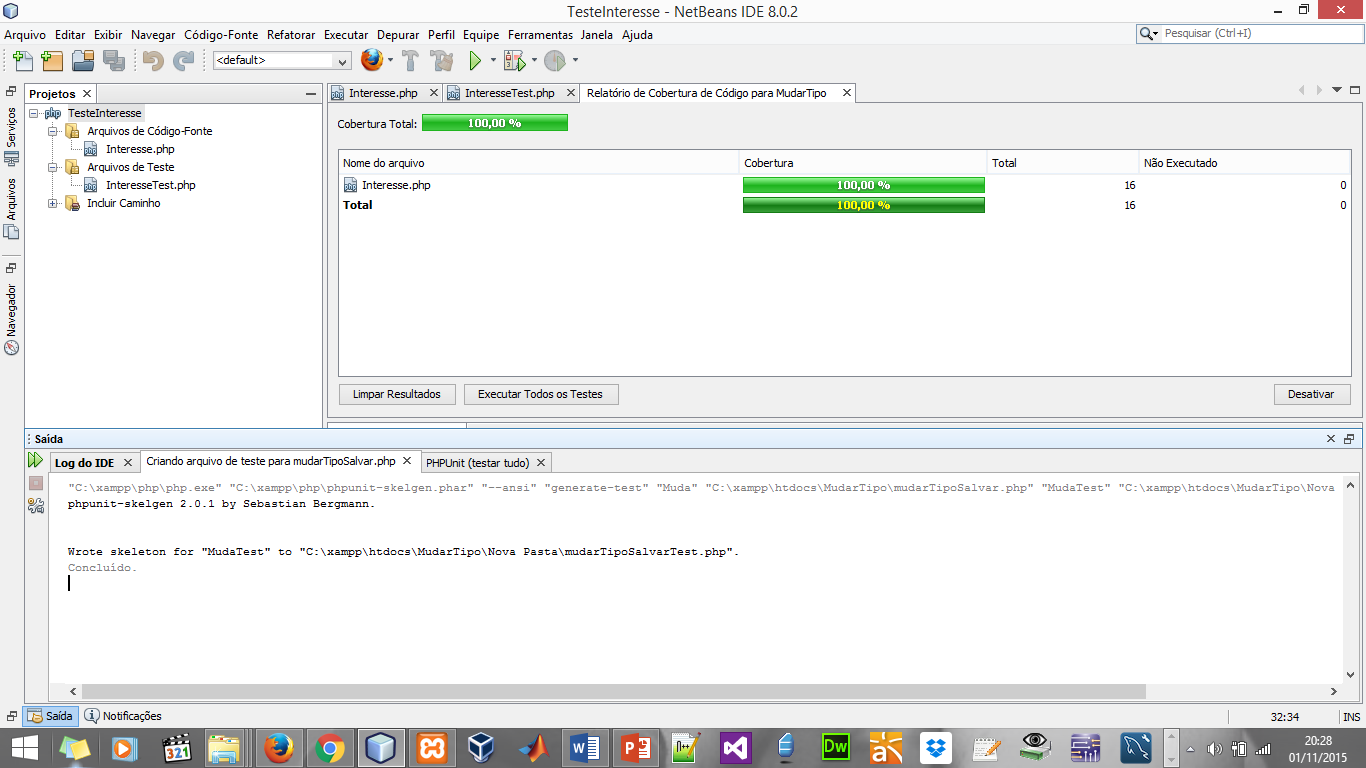 TesteInteresse - NetBeans IDE 8.0.2
Arquivo Editar Exibir Navegar Código-Fonte Refatorar Executar Depurar Perfil Equipe Ferramentas Janela Ajuda
Pesquisar (Ctrl+I)
<default>
Projetos
Interesse.php
InteresseTest.php
Relatório de Cobertura de Código para MudarTipo
Serviços
Arquivos
Navegador
TesteInteresse
Arquivos de Código-Fonte
Interesse.php
Arquivos de Teste
InteresseTest.php
Incluir Caminho
Cobertura Total: 100,00 %
Nome do arquivo Cobertura Total Não Executado
Interesse.php 100,00 % 16 0
Total 100,00 % 16 0
Limpar Resultados Executar Todos os Testes Desativar
Saída
Log do IDE Criando arquivo de teste para mudarTipoSalvar.php PHPUnit (testar tudo)
"C:\xampp\php\php.exe" "C:\xampp\php\phpunit-skelgen.phar" "--ansi" "generate-test" "Muda" "C:\xampp\htdocs\MudarTipo\mudarTipoSalvar.php" "MudaTest" "C:\xampp\htdocs\MudarTipo\Nova
phpunit-skelgen 2.0.1 by Sebastian Bergmann.
Wrote skeleton for "MudaTest" to "C:\xampp\htdocs\MudarTipo\Nova Pasta\mudarTipoSalvarTest.php".
Concluído.
Saída Notificações
32:34 INS
321
Dw
20:28
01/11/2015